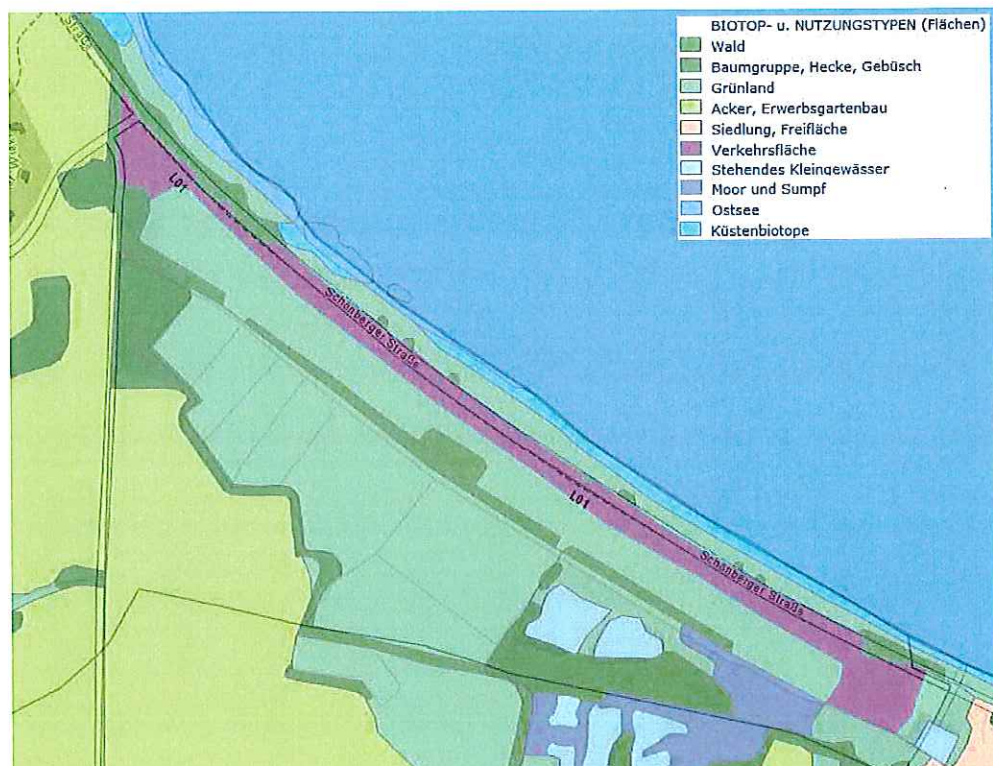 BIOTOP- u. NUTZUNGSTYPEN (Flächen)
Wald
Baumgruppe, Hecke, Gebüsch
Grünland
Acker, Erwerbsgartenbau
Siedlung, Freifläche
Verkehrsfläche
Stehendes Kleingewässer
Moor und Sumpf
Ostsee
Küstenbiotope
L01
Schönberger Straße
L01
Schönberger Straße